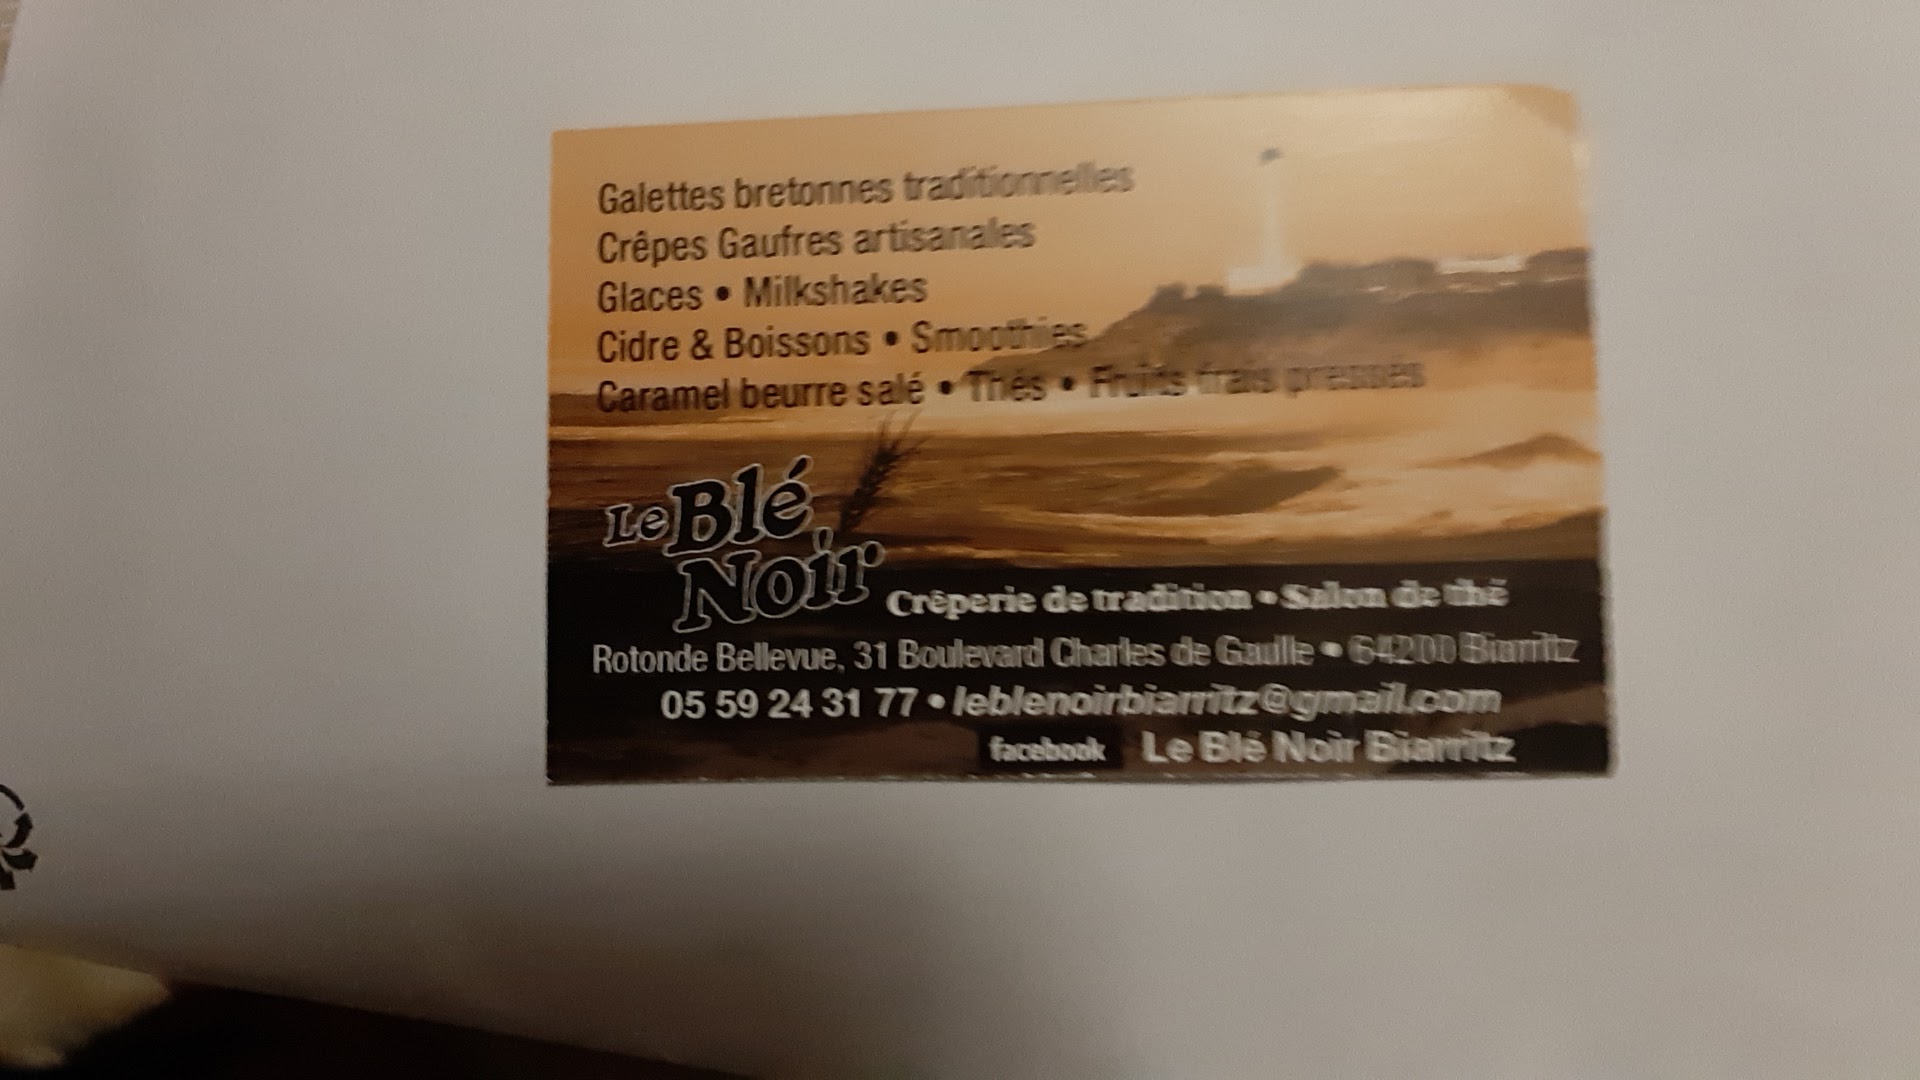 Galettes bretonnes traditionnelles
Crêpes Gaufres artisanales
Glaces • Milkshakes
Cidre & Boissons • Smoothies
Caramel beurre salé • Thés • Fruits frais pressés
Le Blé
Noir
Crêperie de tradition • Salon de thé
Rotonde Bellevue, 31 Boulevard Charles de Gaulle • 64200 Biarritz
05 59 24 31 77 • leblenoirbiarritz@gmail.com
facebook Le Blé Noir Biarritz